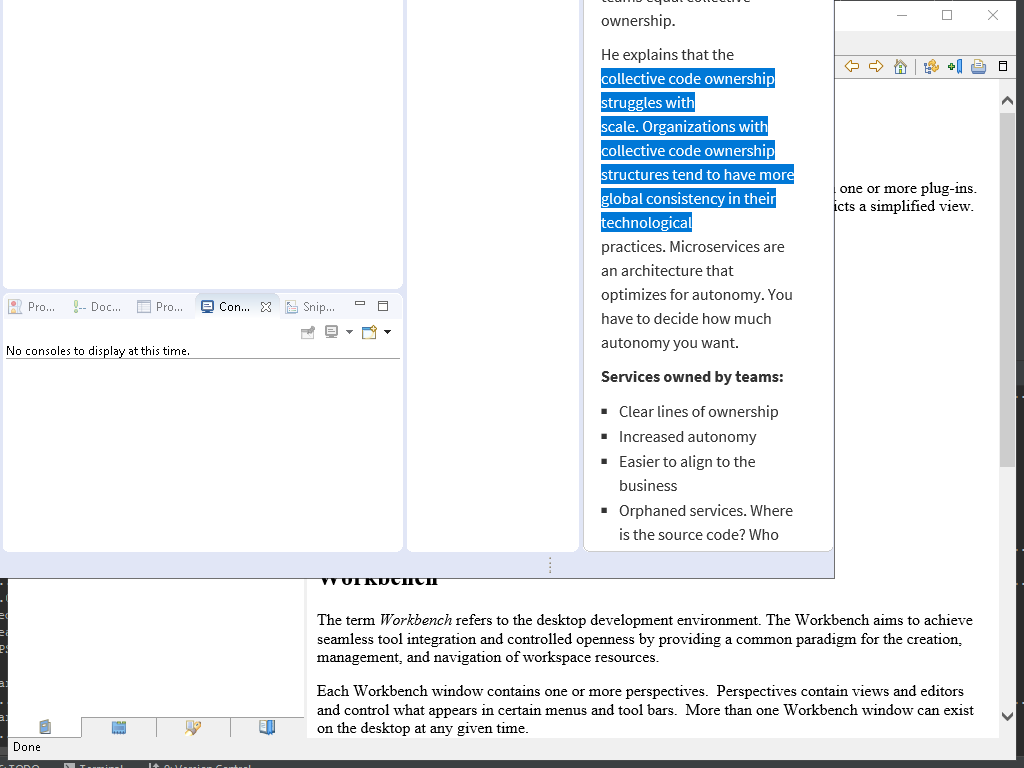 ownership.
He explains that the
collective code ownership
struggles with
scale. Organizations with
collective code ownership
structures tend to have more
global consistency in their
technological
practices. Microservices are
an architecture that
optimizes for autonomy. You
have to decide how much
autonomy you want.
Services owned by teams:
Clear lines of ownership
Increased autonomy
Easier to align to the
business
Orphaned services. Where
is the source code? Who
one or more plug-ins.
icts a simplified view.
Pro... Doc... Pro... Con... Snip...
No consoles to display at this time.
Workbench
The term Workbench refers to the desktop development environment. The Workbench aims to achieve
seamless tool integration and controlled openness by providing a common paradigm for the creation,
management, and navigation of workspace resources.
Each Workbench window contains one or more perspectives. Perspectives contain views and editors
and control what appears in certain menus and tool bars. More than one Workbench window can exist
on the desktop at any given time.
Done